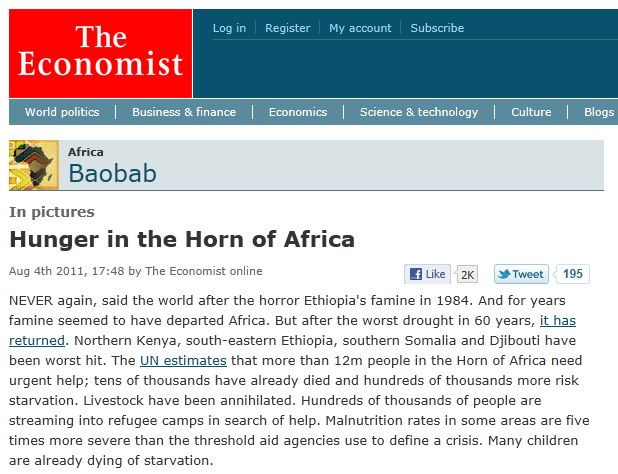 The
Economist
Log in Register My account Subscribe
World politics Business & finance Economics Science & technology Culture Blogs
Africa
Baobab
In pictures
Hunger in the Horn of Africa
Aug 4th 2011, 17:48 by The Economist online
Like 2K Tweet 195
NEVER again, said the world after the horror Ethiopia's famine in 1984. And for years
famine seemed to have departed Africa. But after the worst drought in 60 years, it has
returned. Northern Kenya, south-eastern Ethiopia, southern Somalia and Djibouti have
been worst hit. The UN estimates that more than 12m people in the Horn of Africa need
urgent help; tens of thousands have already died and hundreds of thousands more risk
starvation. Livestock have been annihilated. Hundreds of thousands of people are
streaming into refugee camps in search of help. Malnutrition rates in some areas are five
times more severe than the threshold aid agencies use to define a crisis. Many children
are already dying of starvation.